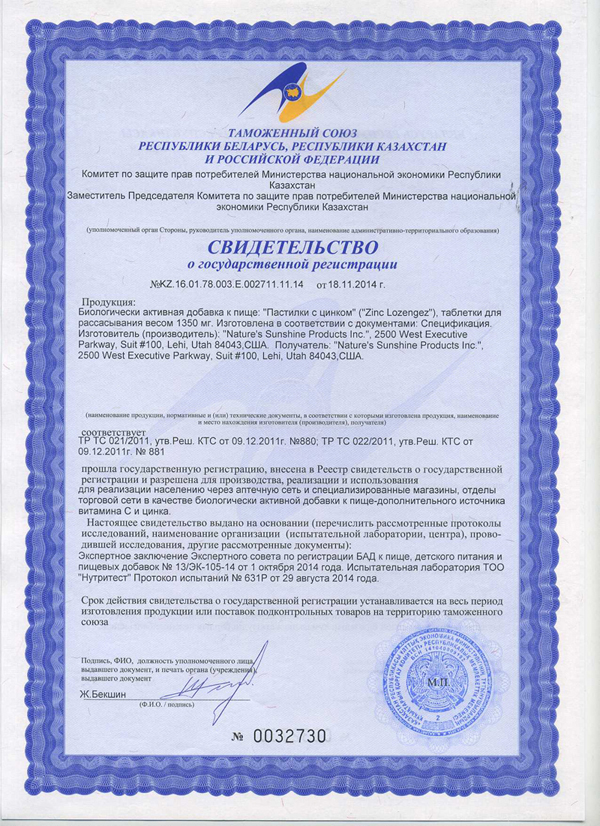 ТАМОЖЕННЫЙ СОЮЗ
РЕСПУБЛИКИ БЕЛАРУСЬ, РЕСПУБЛИКИ КАЗАХСТАН
И РОССИЙСКОЙ ФЕДЕРАЦИИ
Комитет по защите прав потребителей Министерства национальной экономики Республики
Казахстан
Заместитель Председателя Комитета по защите прав потребителей Министерства национальной
экономики Республики Казахстан
(уполномоченный орган Стороны, руководитель уполномоченного органа, наименование административно-территориального образования)
СВИДЕТЕЛЬСТВО
о государственной регистрации
№KZ.16.01.78.003.E.002711.11.14 от 18.11.2014 г.
Продукция:
Биологически активная добавка к пище: "Пастилки с цинком" ("Zinc Lozengez"), таблетки для
рассасывания весом 1350 мг. Изготовлена в соответствии с документами: Спецификация.
Изготовитель (производитель): "Nature's Sunshine Products Inc.", 2500 West Executive
Parkway, Suit #100, Lehi, Utah 84043,США. Получатель: "Nature's Sunshine Products Inc.",
2500 West Executive Parkway, Suit #100, Lehi, Utah 84043,США.
(наименование продукции, нормативные и (или) технические документы, в соответствии с которыми изготовлена продукция, наименование
и место нахождения изготовителя (производителя), получателя)
соответствует
ТР ТС 021/2011, утв.Реш. КТС от 09.12.2011г. №880; ТР ТС 022/2011, утв.Реш. КТС от
09.12.2011г. № 881
прошла государственную регистрацию, внесена в Реестр свидетельств о государственной
регистрации и разрешена для производства, реализации и использования
для реализации населению через аптечную сеть и специализированные магазины, отделы
торговой сети в качестве биологически активной добавки к пище-дополнительного источника
витамина С и цинка.
Настоящее свидетельство выдано на основании (перечислить рассмотренные протоколы
исследований, наименование организации (испытательной лаборатории, центра), прово-
дившей исследования, другие рассмотренные документы):
Экспертное заключение Экспертного совета по регистрации БАД к пище, детского питания и
пищевых добавок № 13/ЭК-105-14 от 1 октября 2014 года. Испытательная лаборатория ТОО
"Нутритест" Протокол испытаний № 631Р от 29 августа 2014 года.
Срок действия свидетельства о государственной регистрации устанавливается на весь период
изготовления продукции или поставок подконтрольных товаров на территорию таможенного
союза
Подпись, ФИО, должность уполномоченного лица,
выдавшего документ, и печать органа (учреждения),
выдавшего документ
Ж.Бекшин
(Ф.И.О. / подпись)
М.П.
2
№ 0032730